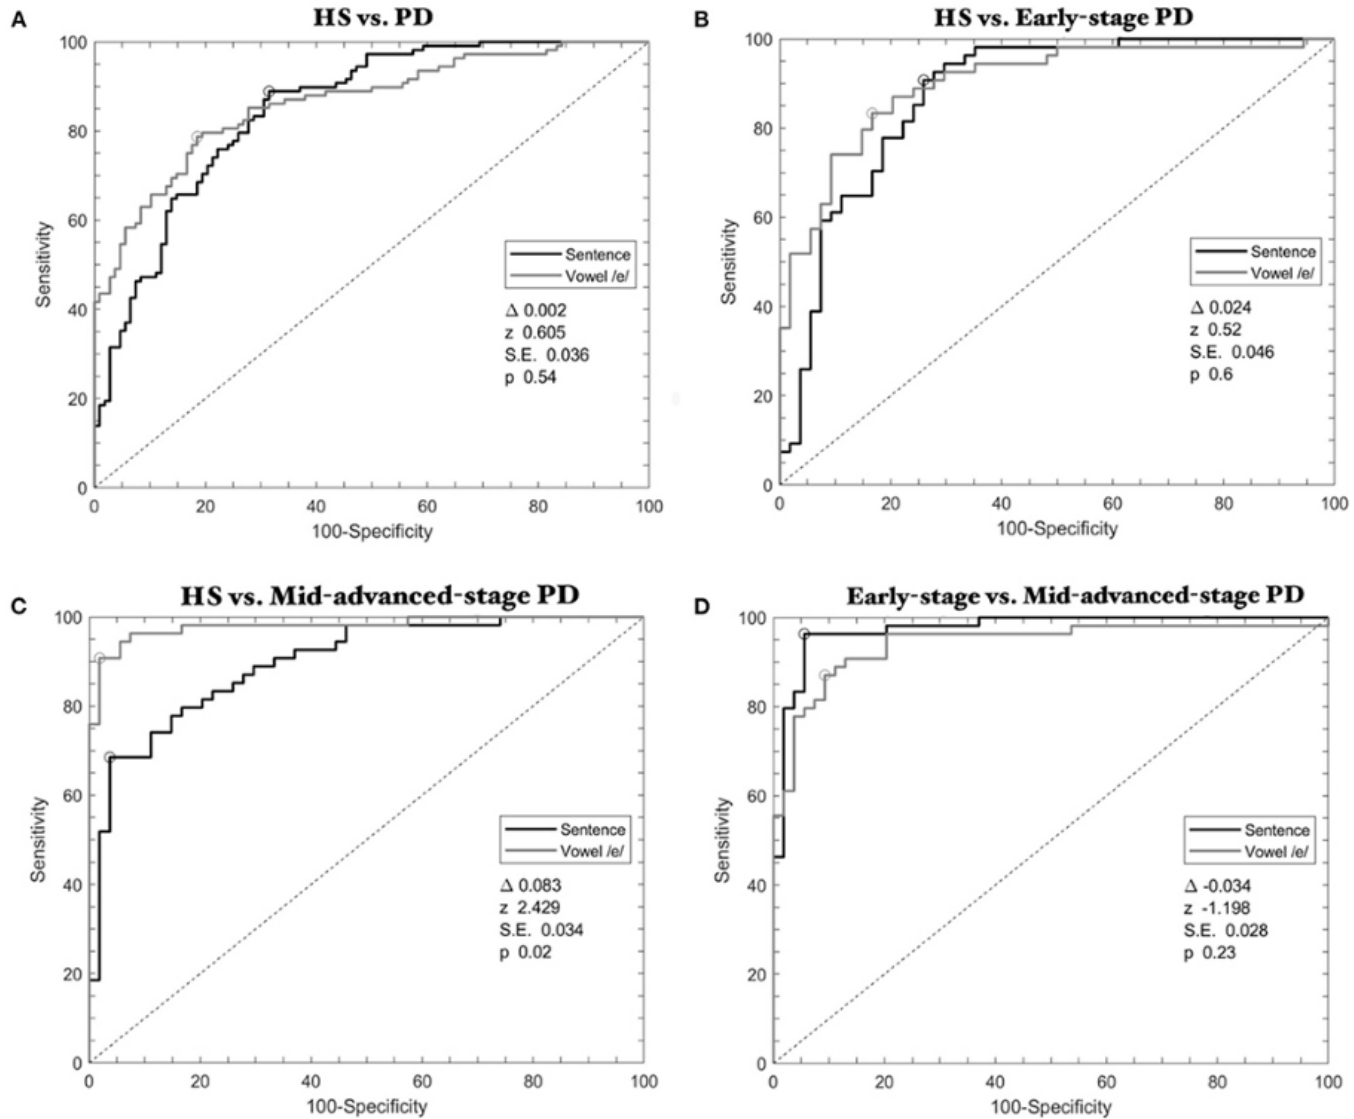 A
HS vs. PD
100
80
60
40
20
0
Sensitivity
0 20 40 60 80 100
100-Specificity
Sentence
Vowel /e/
Δ 0.002
z 0.605
S.E. 0.036
p 0.54
B
HS vs. Early-stage PD
100
80
60
40
20
0
Sensitivity
0 20 40 60 80 100
100-Specificity
Sentence
Vowel /e/
Δ 0.024
z 0.52
S.E. 0.046
p 0.6
C
HS vs. Mid-advanced-stage PD
100
80
60
40
20
0
Sensitivity
0 20 40 60 80 100
100-Specificity
Sentence
Vowel /e/
Δ 0.083
z 2.429
S.E. 0.034
p 0.02
D
Early-stage vs. Mid-advanced-stage PD
100
80
60
40
20
0
Sensitivity
0 20 40 60 80 100
100-Specificity
Sentence
Vowel /e/
Δ -0.034
z -1.198
S.E. 0.028
p 0.23